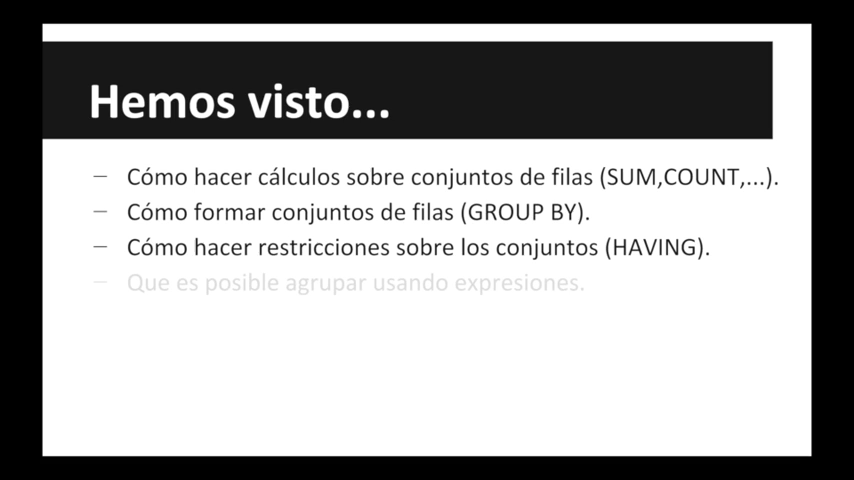 Hemos visto...
– Cómo hacer cálculos sobre conjuntos de filas (SUM,COUNT,...).
– Cómo formar conjuntos de filas (GROUP BY).
– Cómo hacer restricciones sobre los conjuntos (HAVING).
– Que es posible agrupar usando expresiones.